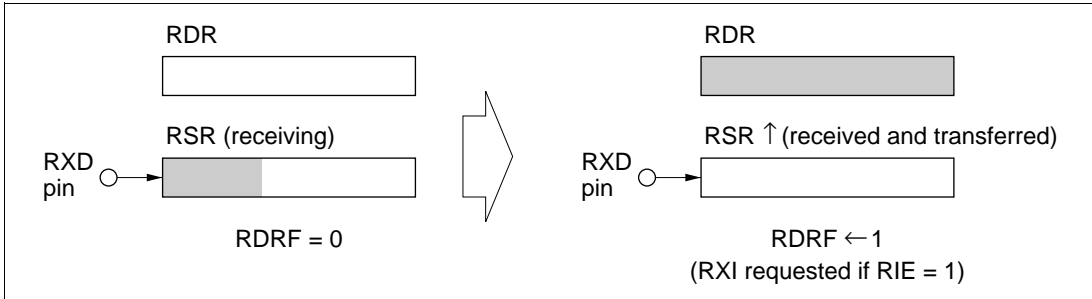 RDR
RSR (receiving)
RXD
pin
RDRF = 0
RDR
RSR ↑ (received and transferred)
RXD
pin
RDRF ← 1
(RXI requested if RIE = 1)